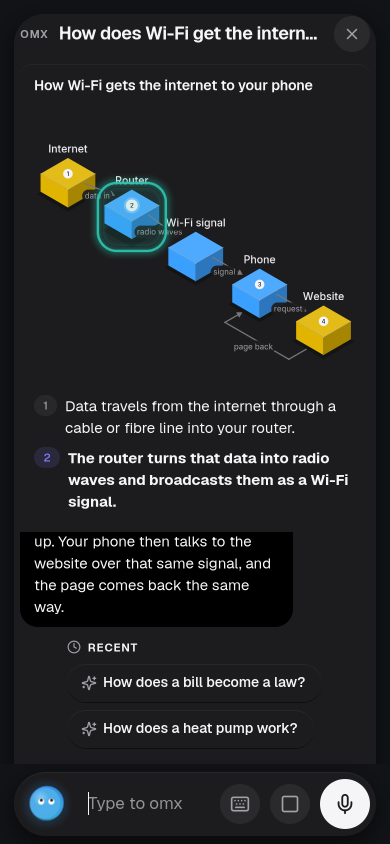 OMX How does Wi-Fi get the intern...
How Wi-Fi gets the internet to your phone
Internet
1
Router
data in
2
Wi-Fi signal
radio waves
Phone
signal
3
Website
request
4
page back
1 Data travels from the internet through a
cable or fibre line into your router.
2 The router turns that data into radio
waves and broadcasts them as a Wi-Fi
signal.
up. Your phone then talks to the
website over that same signal, and
the page comes back the same
way.
RECENT
How does a bill become a law?
How does a heat pump work?
Type to omx